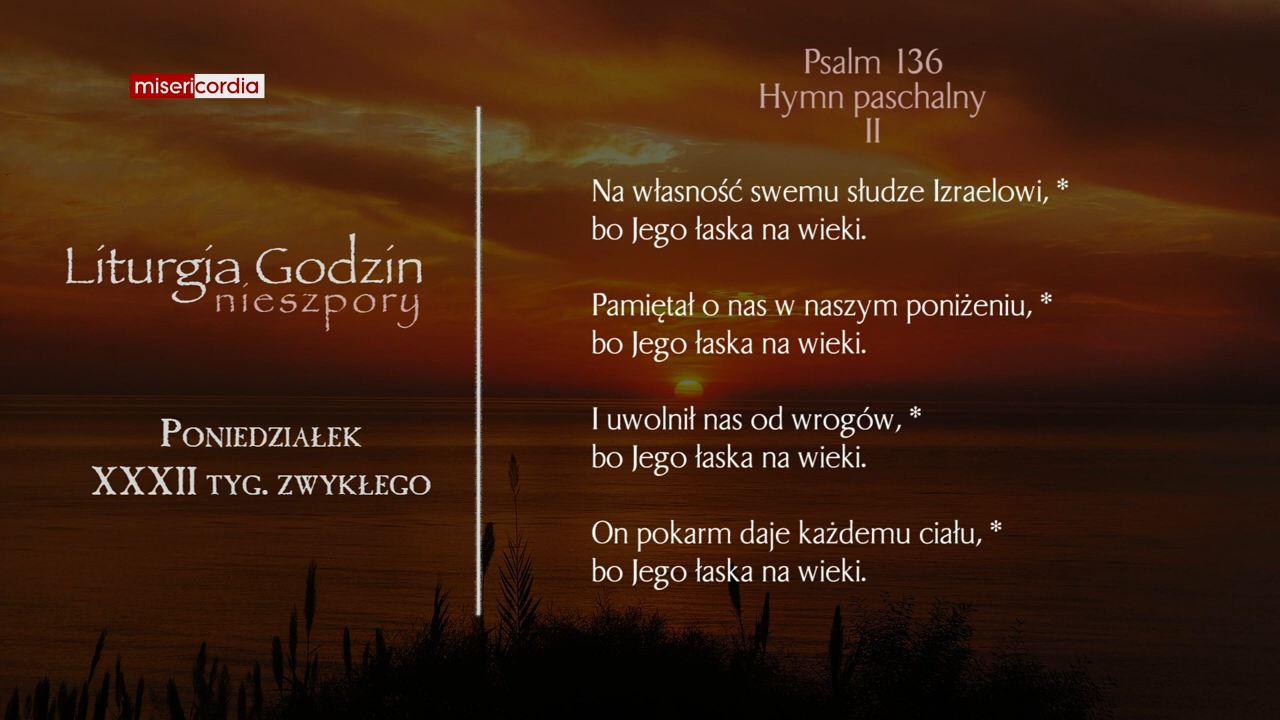 misericordia
Liturgia Godzin
nieszpory
Poniedziałek
XXXII tyg. zwykłego
Psalm 136
Hymn paschalny
II
Na własność swemu słudze Izraelowi, *
bo Jego łaska na wieki.
Pamiętał o nas w naszym poniżeniu, *
bo Jego łaska na wieki.
I uwolnił nas od wrogów, *
bo Jego łaska na wieki.
On pokarm daje każdemu ciału, *
bo Jego łaska na wieki.